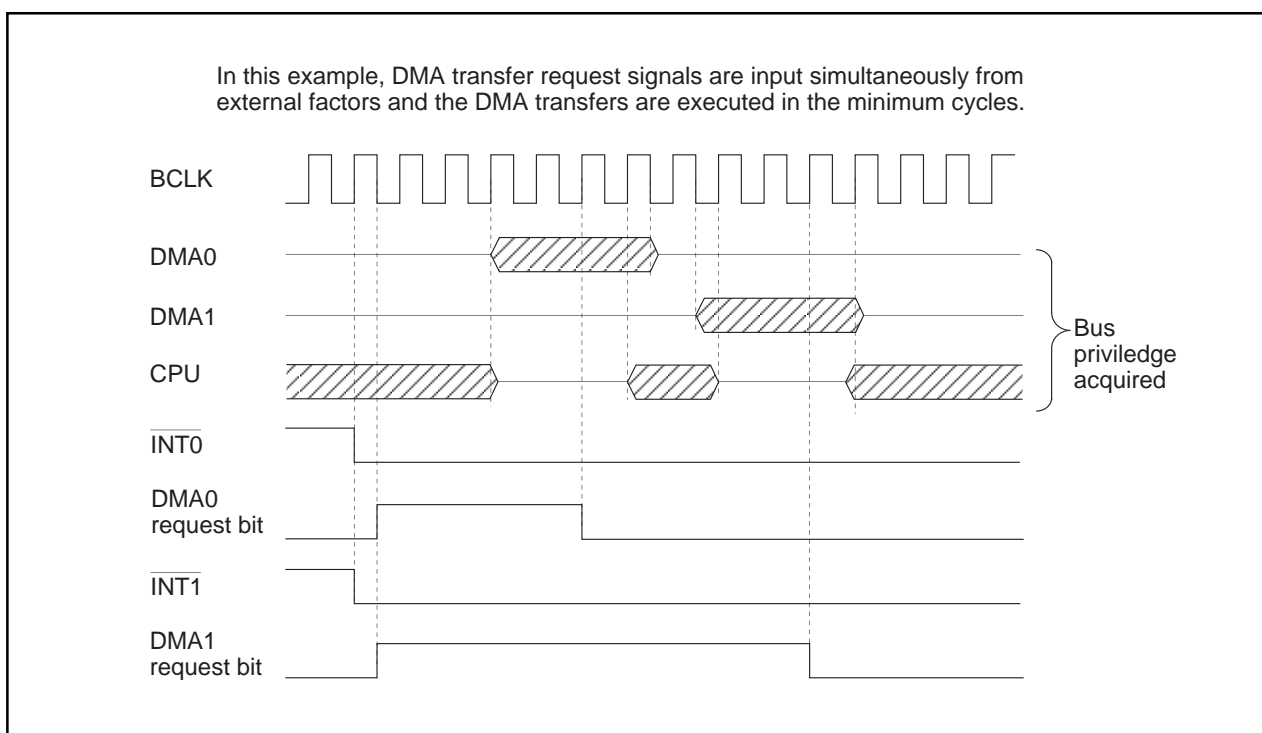 In this example, DMA transfer request signals are input simultaneously from
external factors and the DMA transfers are executed in the minimum cycles.
BCLK
DMA0
DMA1
CPU
Bus
priviledge
acquired
INT0
DMA0
request bit
INT1
DMA1
request bit